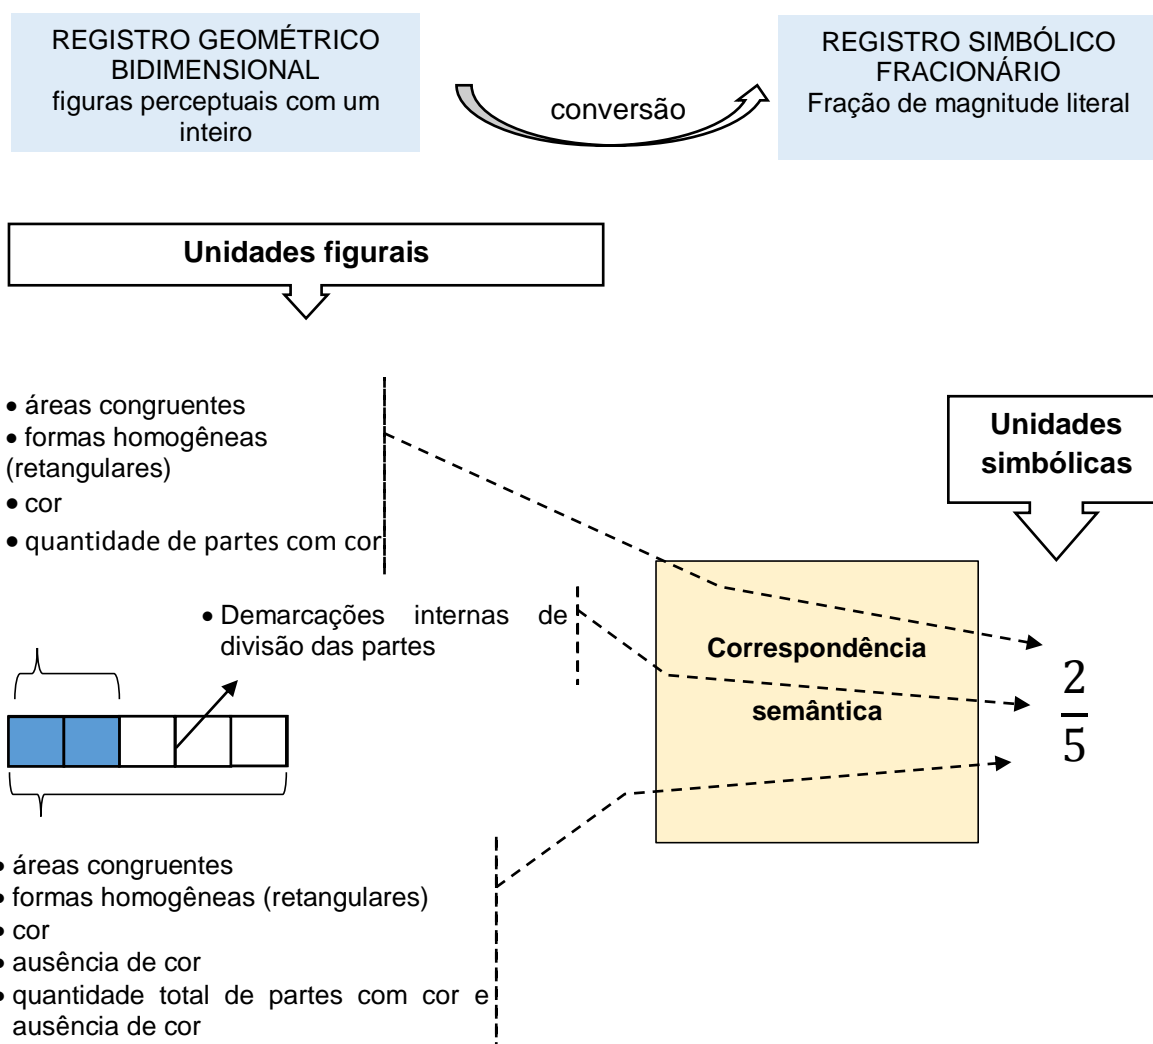 REGISTRO GEOMÉTRICO
BIDIMENSIONAL
figuras perceptuais com um
inteiro
conversão
REGISTRO SIMBÓLICO
FRACIONÁRIO
Fração de magnitude literal
Unidades figurais
• áreas congruentes
• formas homogêneas
(retangulares)
• cor
• quantidade de partes com cor
Unidades
simbólicas
• Demarcações internas de
divisão das partes
Correspondência
semântica
2
5
• áreas congruentes
• formas homogêneas (retangulares)
• cor
• ausência de cor
• quantidade total de partes com cor e
ausência de cor